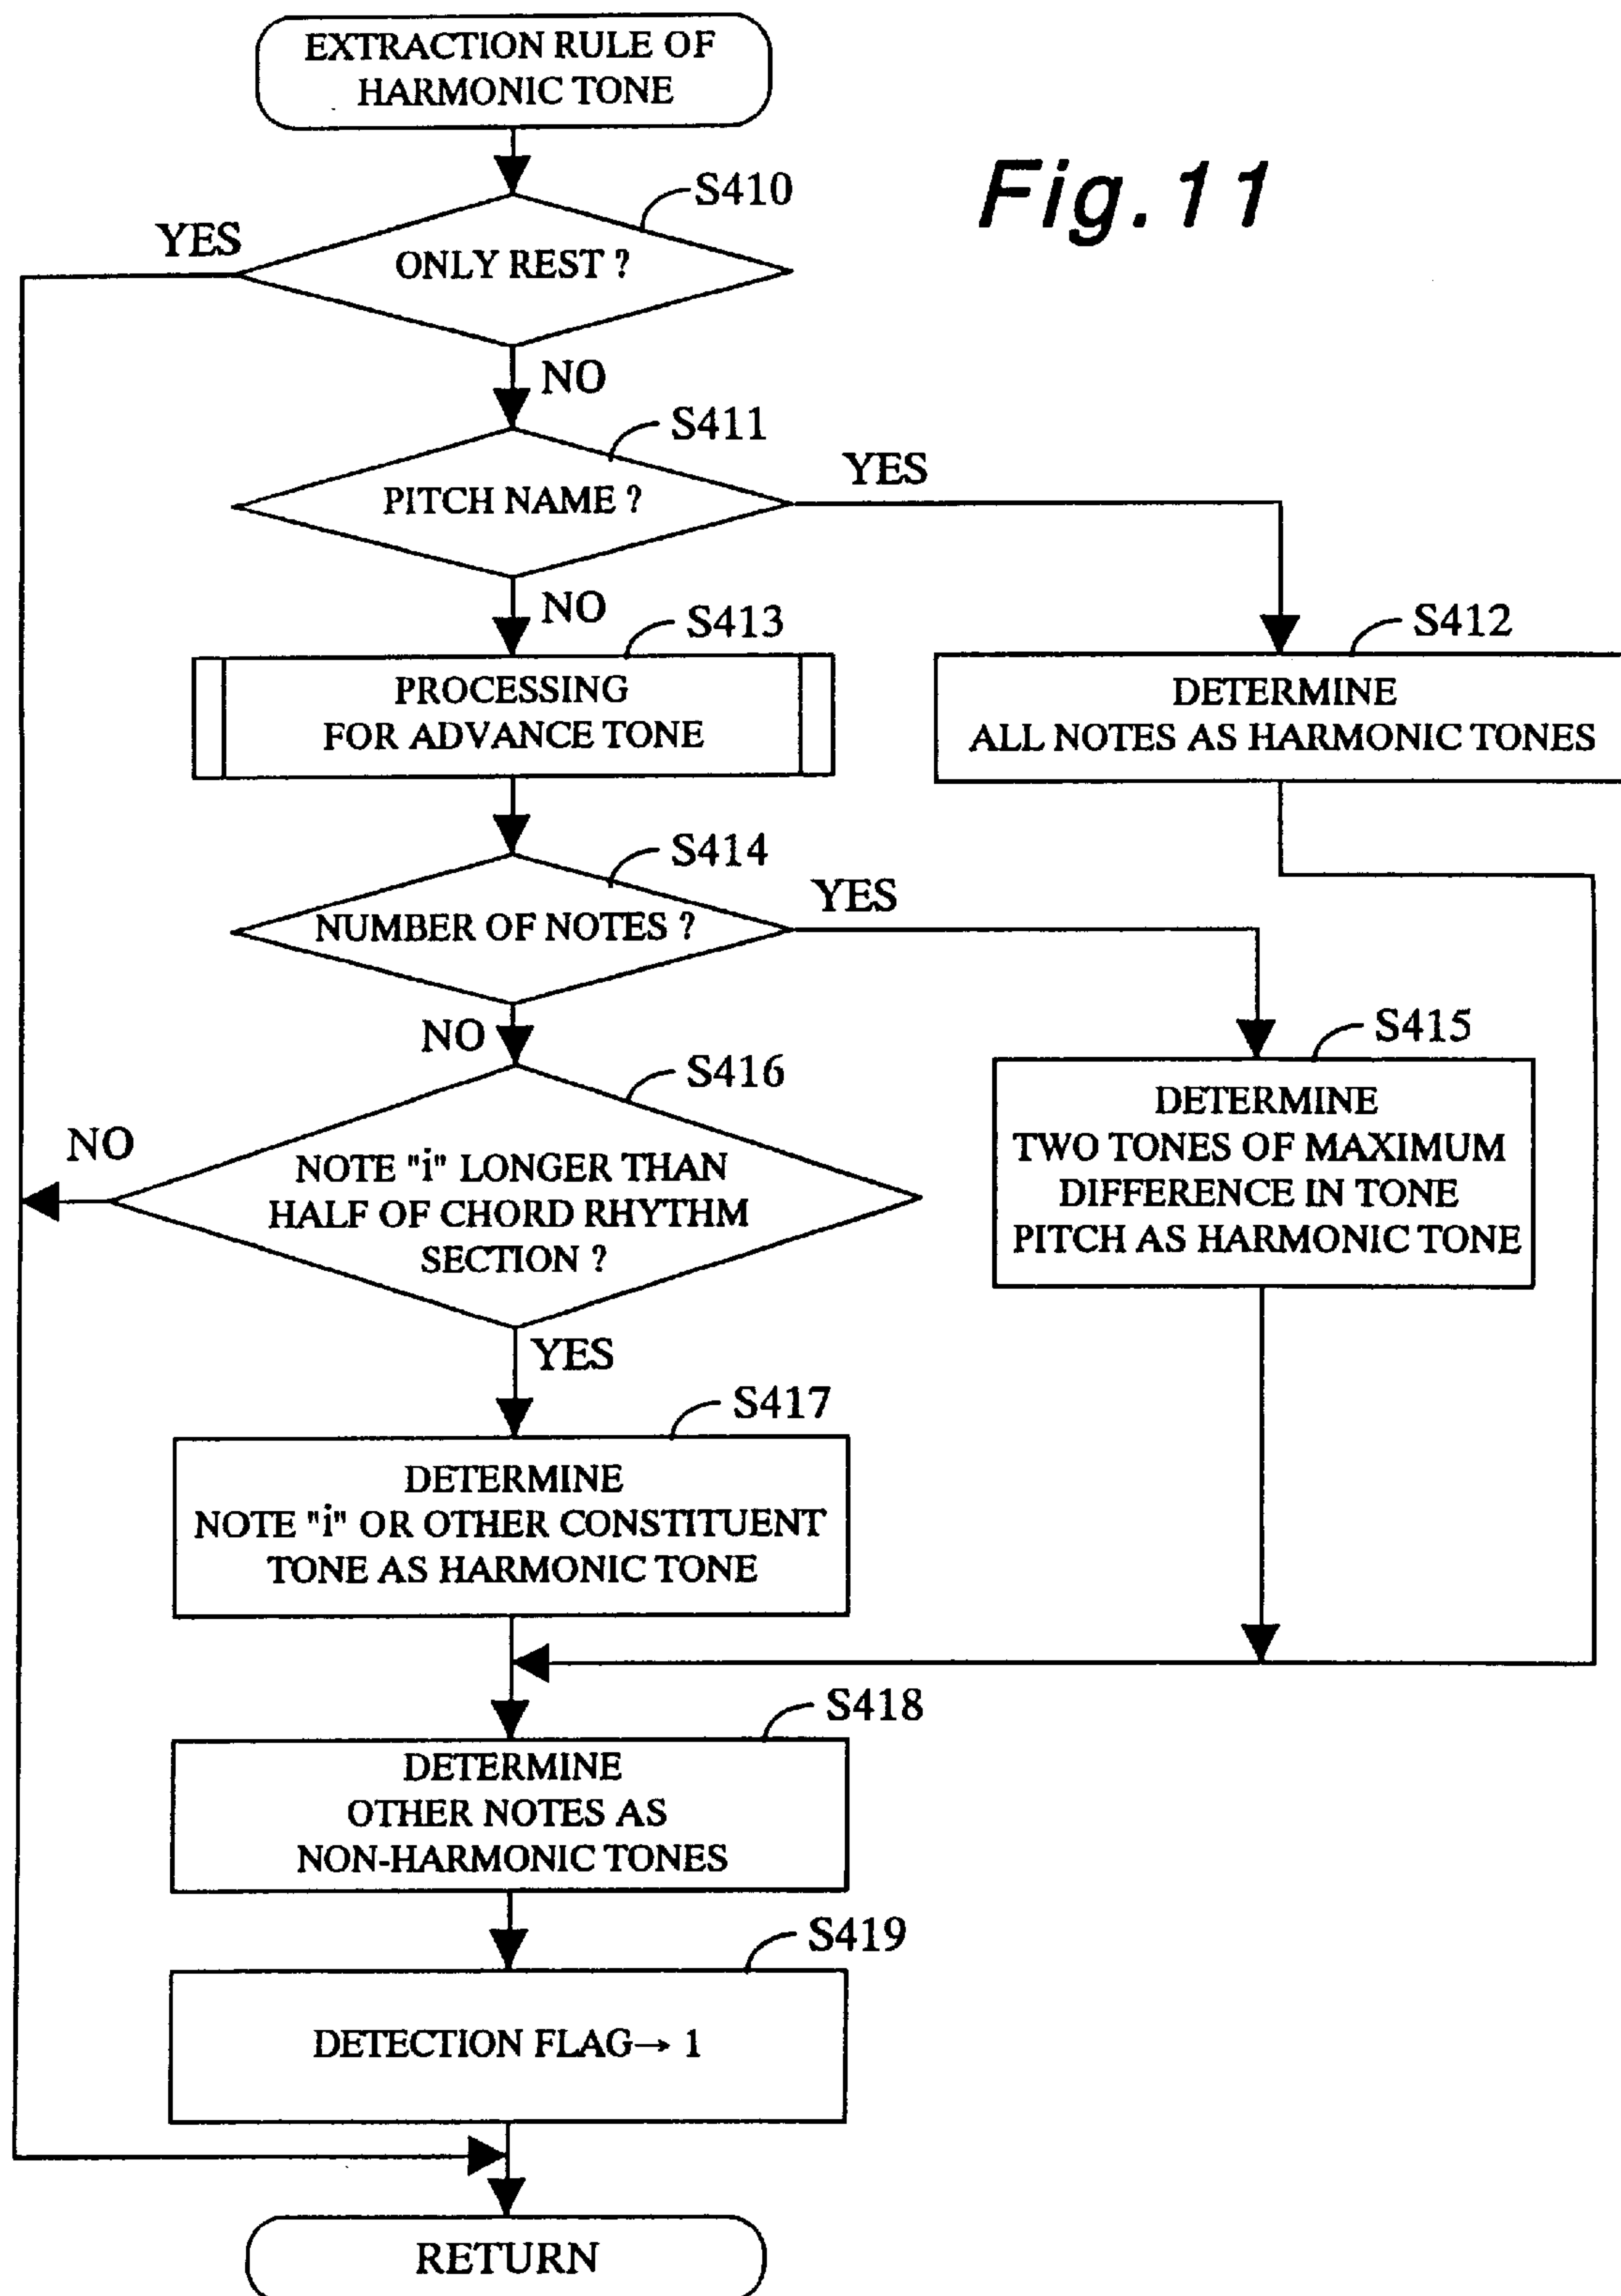 EXTRACTION RULE OF
HARMONIC TONE
Fig. 11
S410
YES
ONLY REST ?
NO
S411
YES
PITCH NAME ?
NO
S413
S412
PROCESSING
FOR ADVANCE TONE
DETERMINE
ALL NOTES AS HARMONIC TONES
S414
YES
NUMBER OF NOTES ?
NO
S415
S416
DETERMINE
TWO TONES OF MAXIMUM
DIFFERENCE IN TONE
PITCH AS HARMONIC TONE
NO
NOTE "i" LONGER THAN
HALF OF CHORD RHYTHM
SECTION ?
YES
S417
DETERMINE
NOTE "i" OR OTHER CONSTITUENT
TONE AS HARMONIC TONE
S418
DETERMINE
OTHER NOTES AS
NON-HARMONIC TONES
S419
DETECTION FLAG→ 1
RETURN